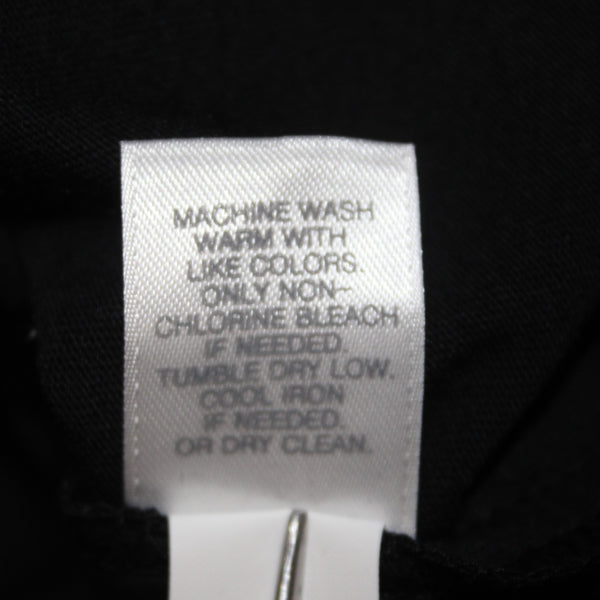 MACHINE WASH
WARM WITH
LIKE COLORS.
ONLY NON-
CHLORINE BLEACH
IF NEEDED.
TUMBLE DRY LOW.
COOL IRON
IF NEEDED.
OR DRY CLEAN.